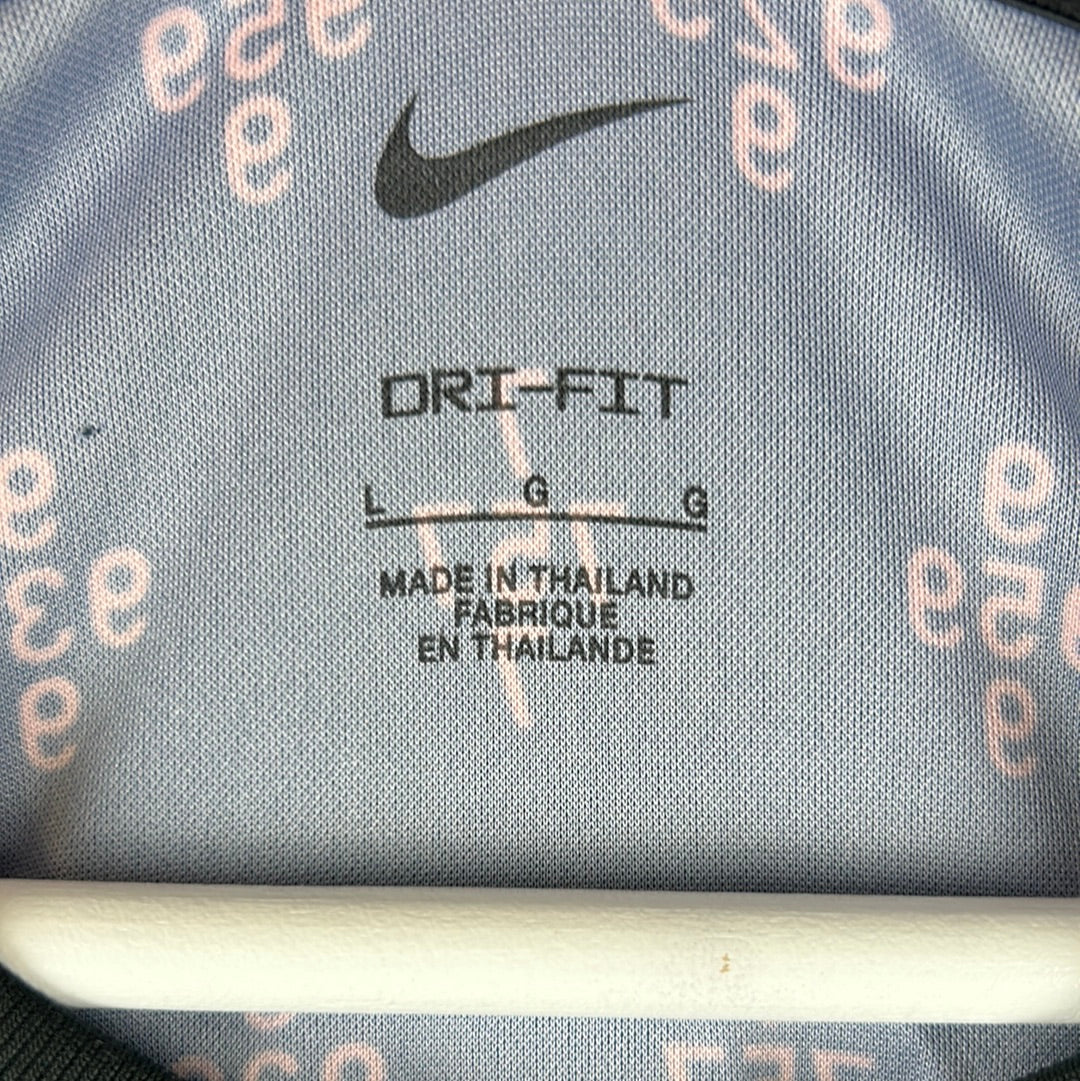 DRI-FIT
L G G
MADE IN THAILAND
FABRIQUE
EN THAILANDE